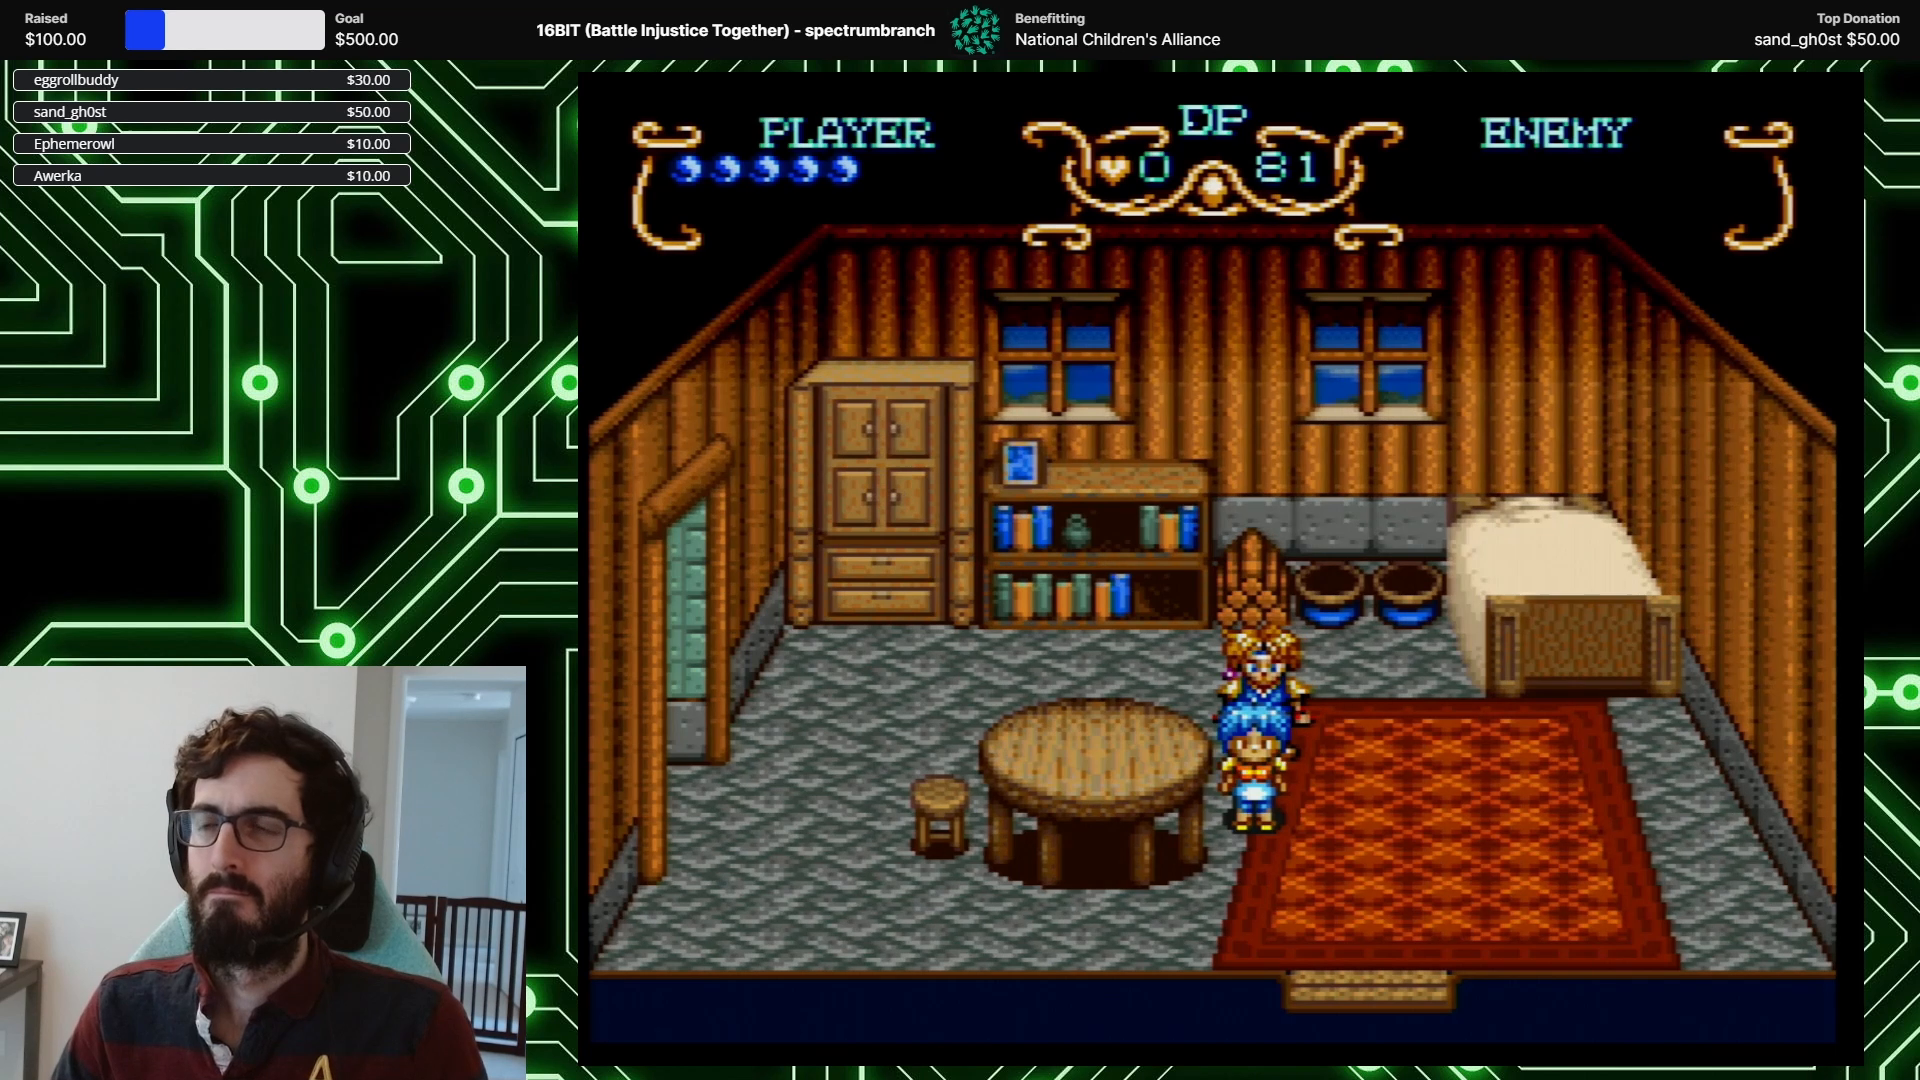 Raised
$100.00
Goal
$500.00
16BIT (Battle Injustice Together) - spectrumbranch
Benefitting
National Children's Alliance
Top Donation
sand_gh0st $50.00
eggrollbuddy $30.00
sand_gh0st $50.00
Ephemerowl $10.00
Awerka $10.00
PLAYER DP ENEMY
0 81